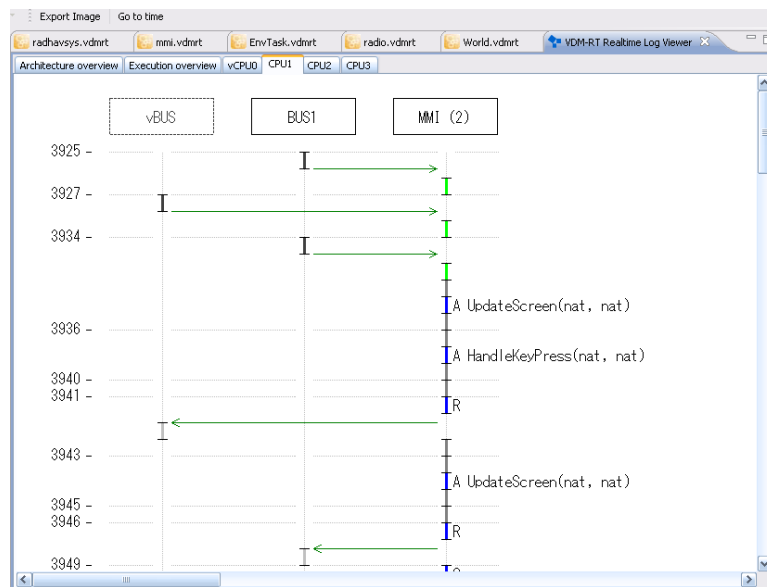 Export Image Go to time
radhavsys.vdmrt mmi.vdmrt EnvTask.vdmrt radio.vdmrt World.vdmrt VDM-RT Realtime Log Viewer
Architecture overview Execution overview vCPU0 CPU1 CPU2 CPU3
vBUS BUS1 MMI (2)
3925
3927
3934
A UpdateScreen(nat, nat)
3936
A HandleKeyPress(nat, nat)
3940
3941
R
3943
A UpdateScreen(nat, nat)
3945
3946
R
3949